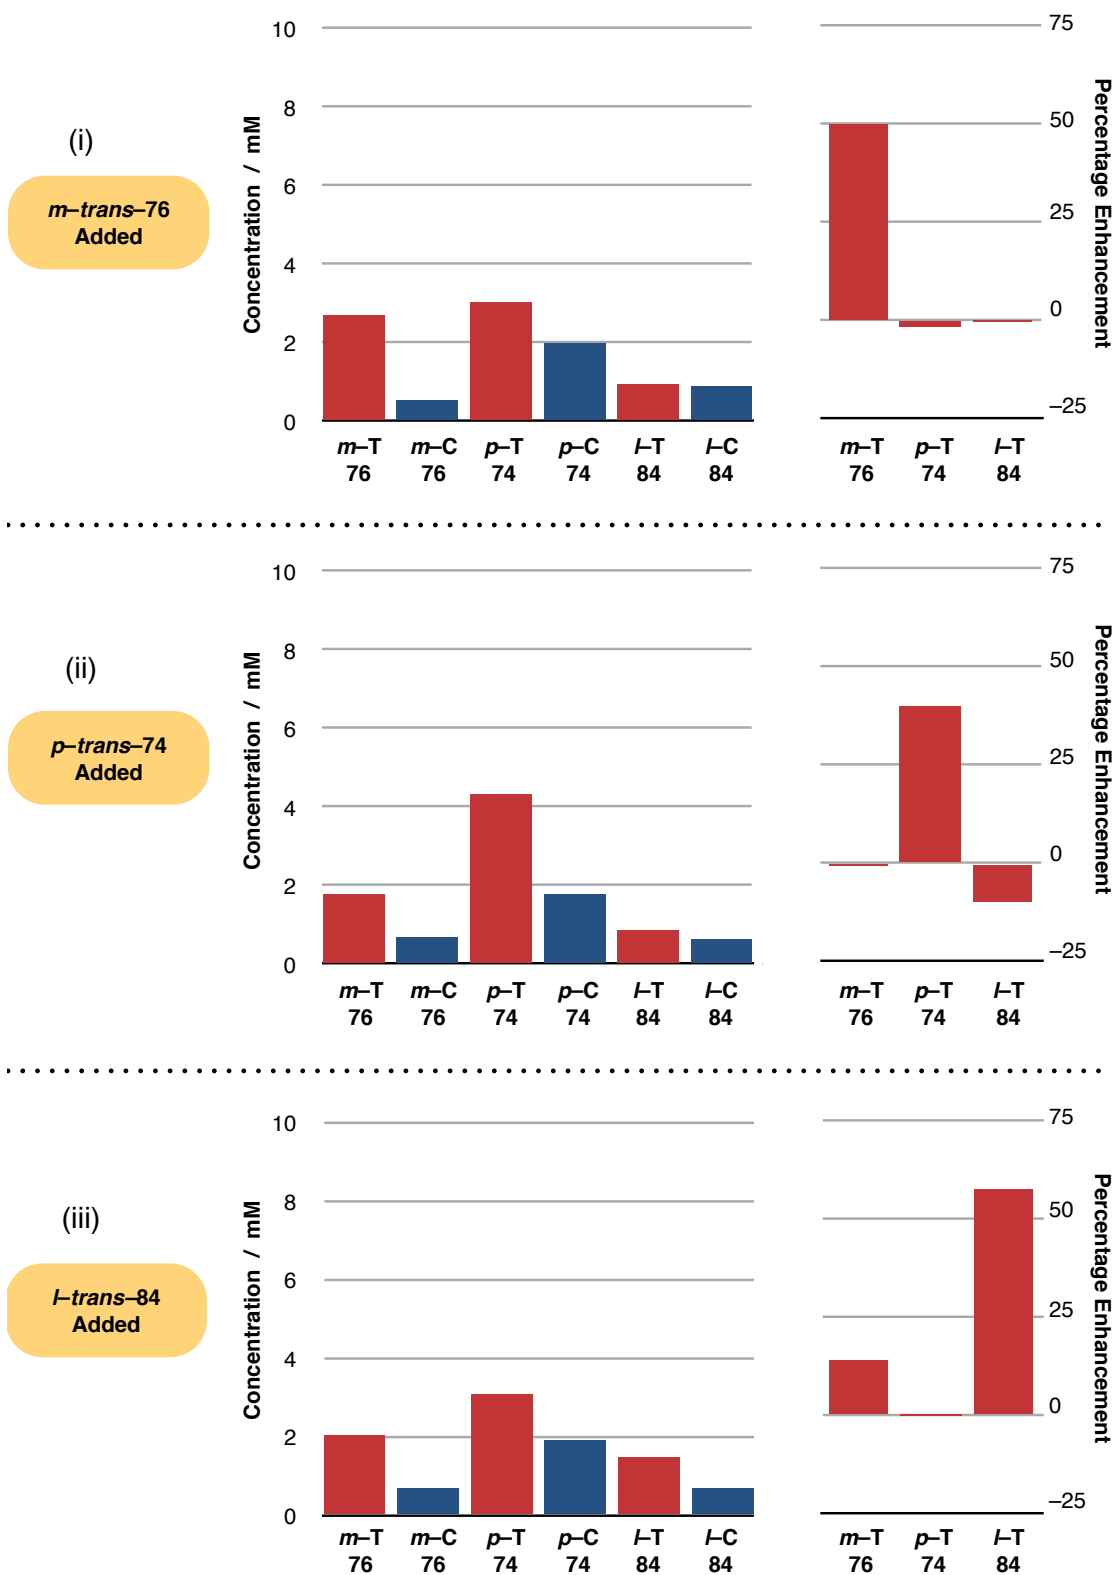 (i)
m–trans–76
Added
Concentration / mM
10
8
6
4
2
0
m–T m–C p–T p–C l–T l–C
76 76 74 74 84 84
75
50
25
0
–25
Percentage Enhancement
m–T p–T l–T
76 74 84
(ii)
p–trans–74
Added
Concentration / mM
10
8
6
4
2
0
m–T m–C p–T p–C l–T l–C
76 76 74 74 84 84
75
50
25
0
–25
Percentage Enhancement
m–T p–T l–T
76 74 84
(iii)
l–trans–84
Added
Concentration / mM
10
8
6
4
2
0
m–T m–C p–T p–C l–T l–C
76 76 74 74 84 84
75
50
25
0
–25
Percentage Enhancement
m–T p–T l–T
76 74 84